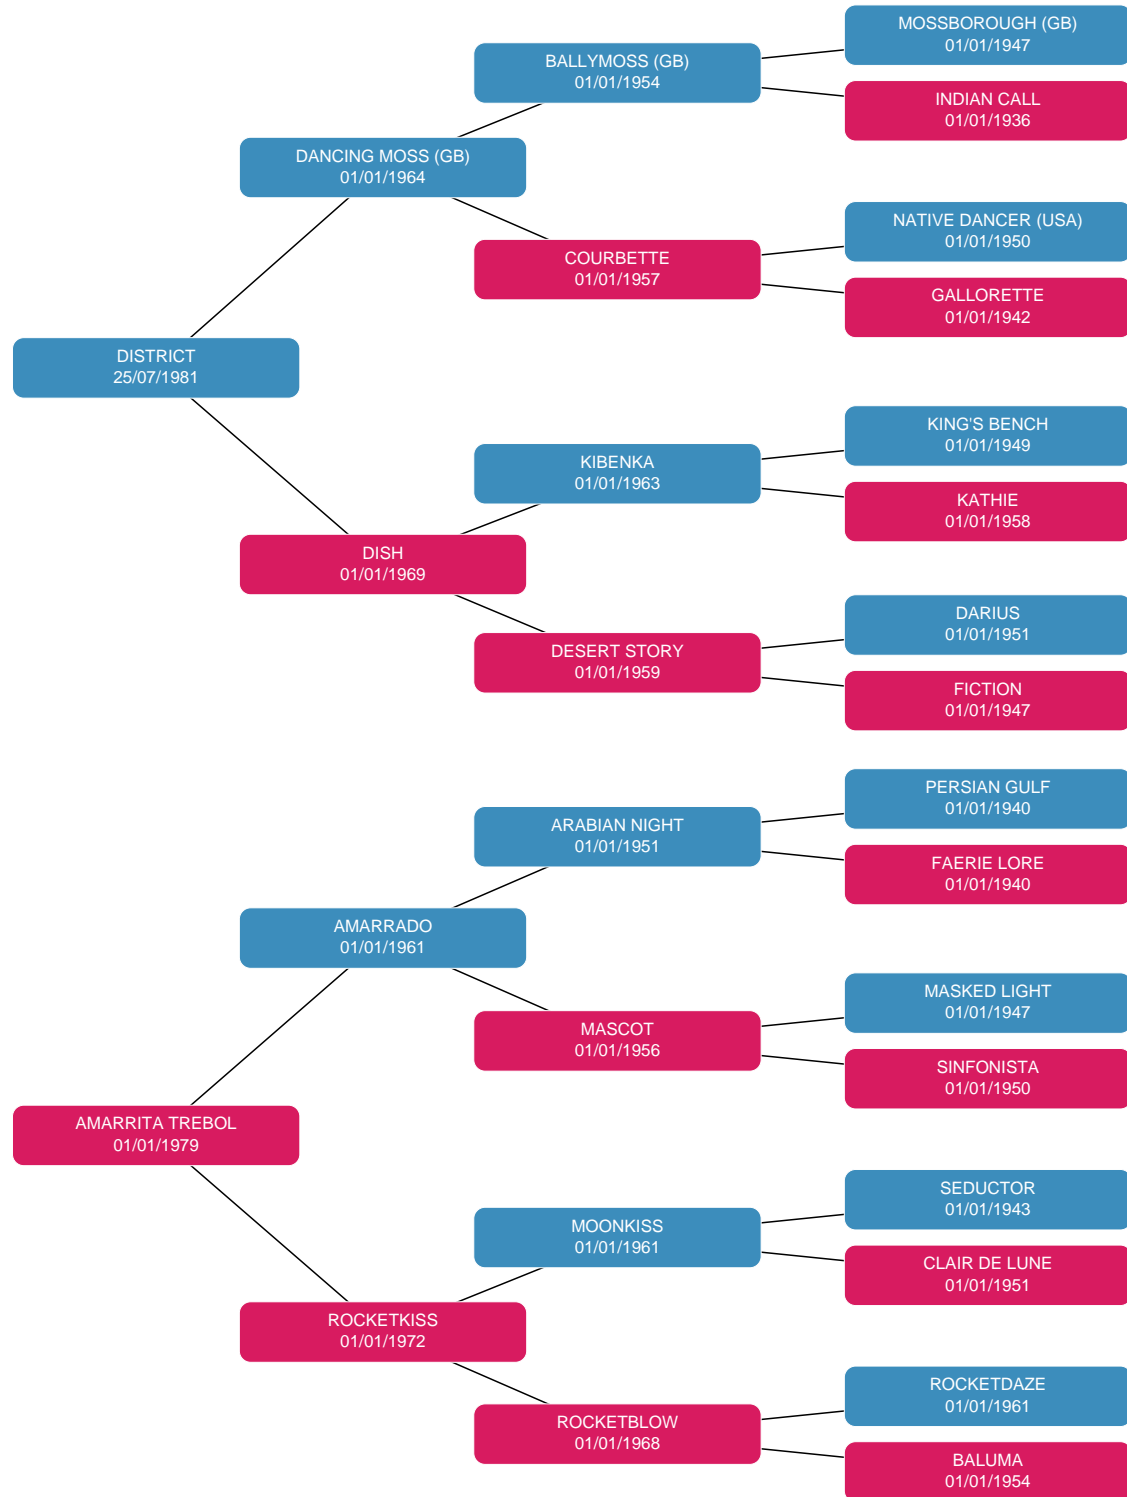 MOSSBOROUGH (GB)
01/01/1947
BALLYMOSS (GB)
01/01/1954
INDIAN CALL
01/01/1936
DANCING MOSS (GB)
01/01/1964
NATIVE DANCER (USA)
01/01/1950
COURBETTE
01/01/1957
GALLORETTE
01/01/1942
DISTRICT
25/07/1981
KING'S BENCH
01/01/1949
KIBENKA
01/01/1963
KATHIE
01/01/1958
DISH
01/01/1969
DARIUS
01/01/1951
DESERT STORY
01/01/1959
FICTION
01/01/1947
PERSIAN GULF
01/01/1940
ARABIAN NIGHT
01/01/1951
FAERIE LORE
01/01/1940
AMARRADO
01/01/1961
MASKED LIGHT
01/01/1947
MASCOT
01/01/1956
SINFONISTA
01/01/1950
AMARRITA TREBOL
01/01/1979
SEDUCTOR
01/01/1943
MOONKISS
01/01/1961
CLAIR DE LUNE
01/01/1951
ROCKETKISS
01/01/1972
ROCKETDAZE
01/01/1961
ROCKETBLOW
01/01/1968
BALUMA
01/01/1954